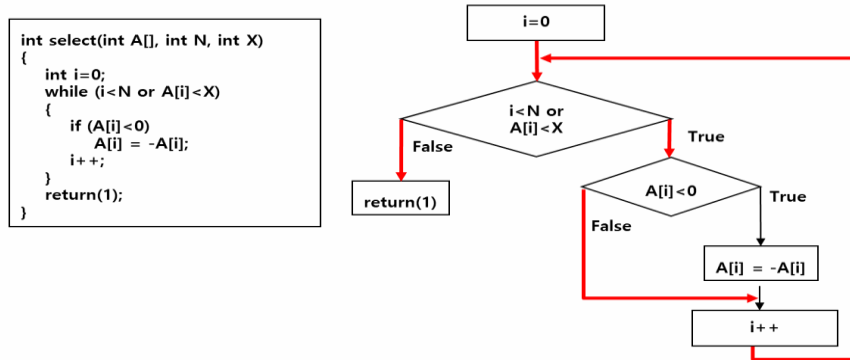 int select(int A[], int N, int X)
{
int i=0;
while (i<N or A[i]<X)
{
if (A[i]<0)
A[i] = -A[i];
i++;
}
return(1);
}
i=0
i<N or
A[i]<X
False
True
return(1)
A[i]<0
True
False
A[i] = -A[i]
i++